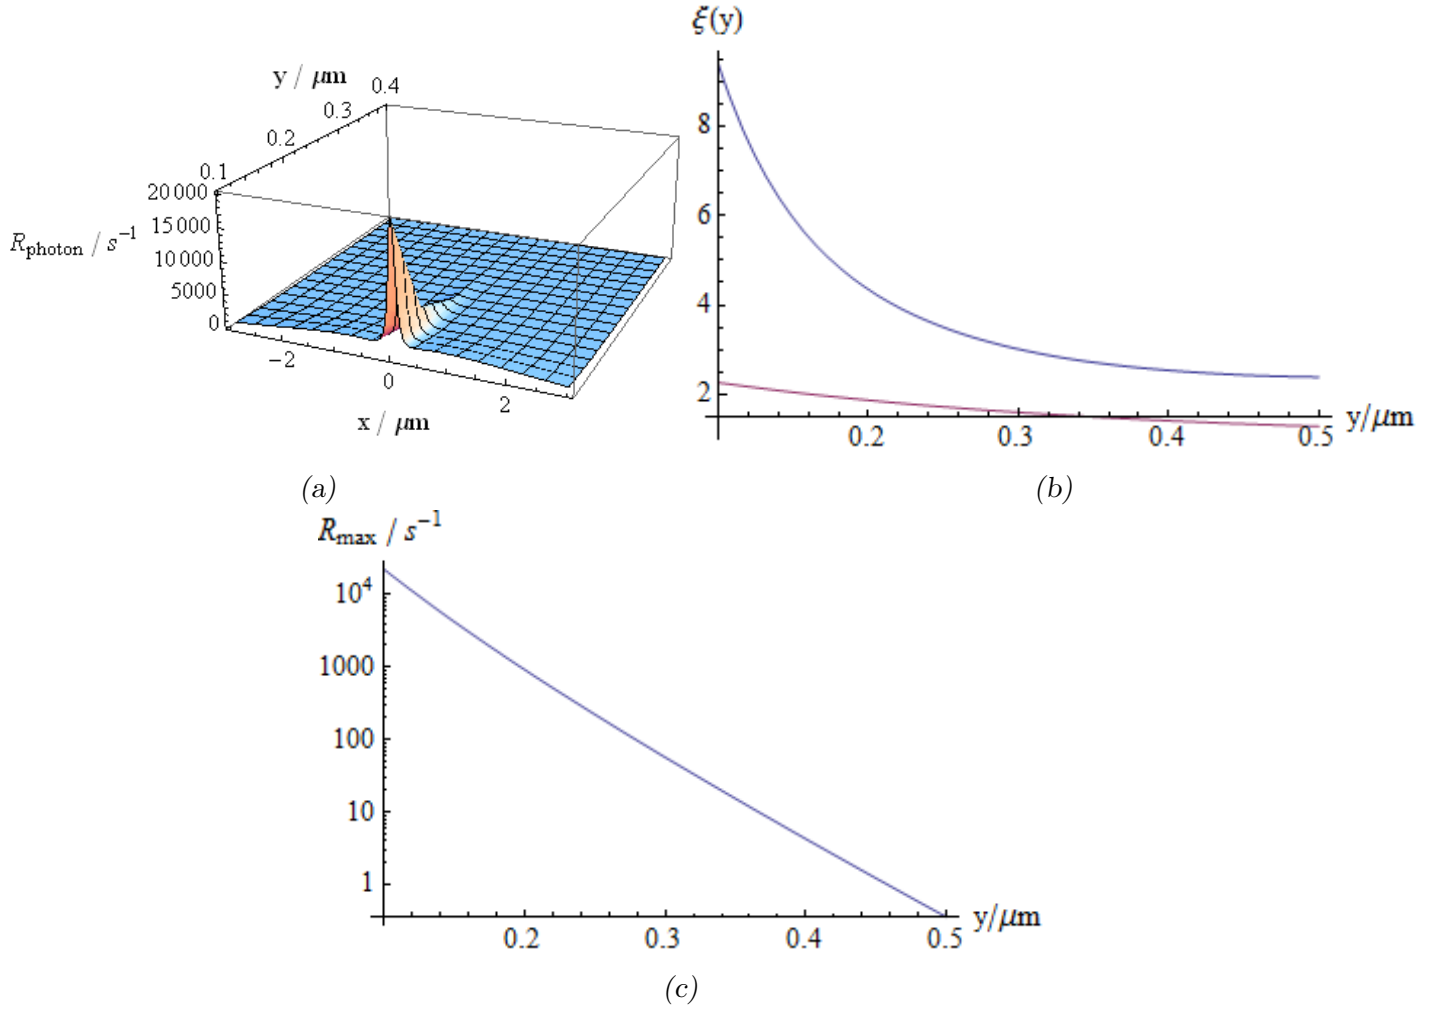 y / μm
0.4
0.3
0.2
0.1
20 000
15 000
10 000
5000
0
R_photon / s^{-1}
−2
0
2
x / μm
(a)
ξ(y)
8
6
4
2
0.2 0.3 0.4 0.5
y/μm
(b)
R_max / s^{-1}
10^4
1000
100
10
1
0.2 0.3 0.4 0.5
y/μm
(c)